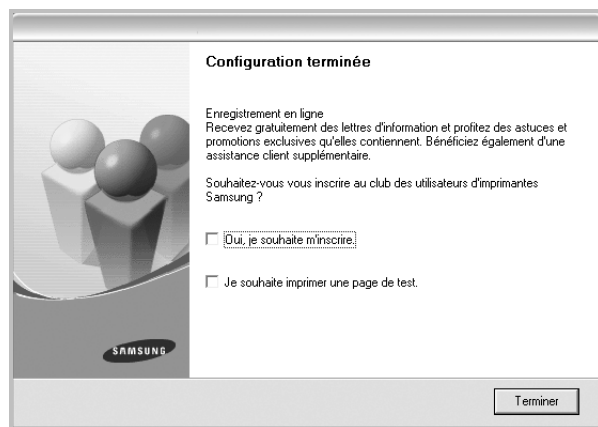 Configuration terminée
Enregistrement en ligne
Recevez gratuitement des lettres d'information et profitez des astuces et
promotions exclusives qu'elles contiennent. Bénéficiez également d'une
assistance client supplémentaire.
Souhaitez-vous vous inscrire au club des utilisateurs d'imprimantes
Samsung ?
Oui, je souhaite m'inscrire.
Je souhaite imprimer une page de test.
SAMSUNG
Terminer